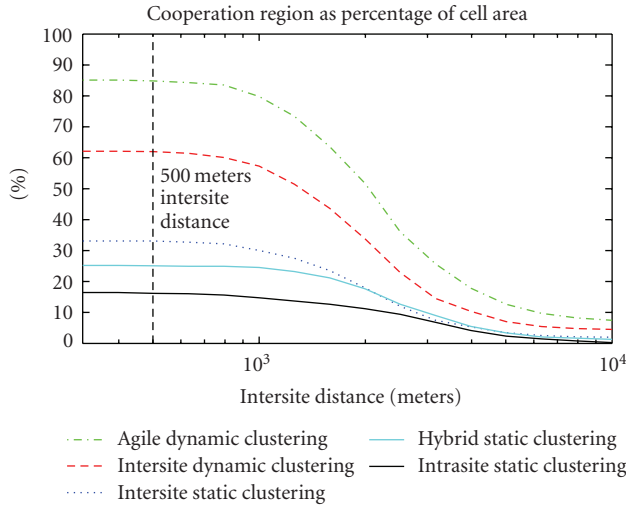 Cooperation region as percentage of cell area
100
90
80
70
60
50
40
30
20
10
0
(%)
500 meters
intersite
distance
10³
10⁴
Intersite distance (meters)
Agile dynamic clustering
Intersite dynamic clustering
Intersite static clustering
Hybrid static clustering
Intrasite static clustering